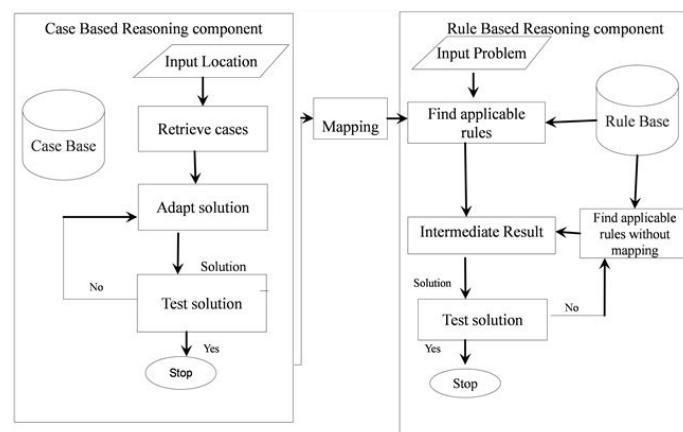 Case Based Reasoning component
Input Location
Case Base
Retrieve cases
Adapt solution
Solution
No
Test solution
Yes
Stop
Mapping
Rule Based Reasoning component
Input Problem
Find applicable
rules
Rule Base
Intermediate Result
Find applicable
rules without
mapping
Solution
Test solution
No
Yes
Stop